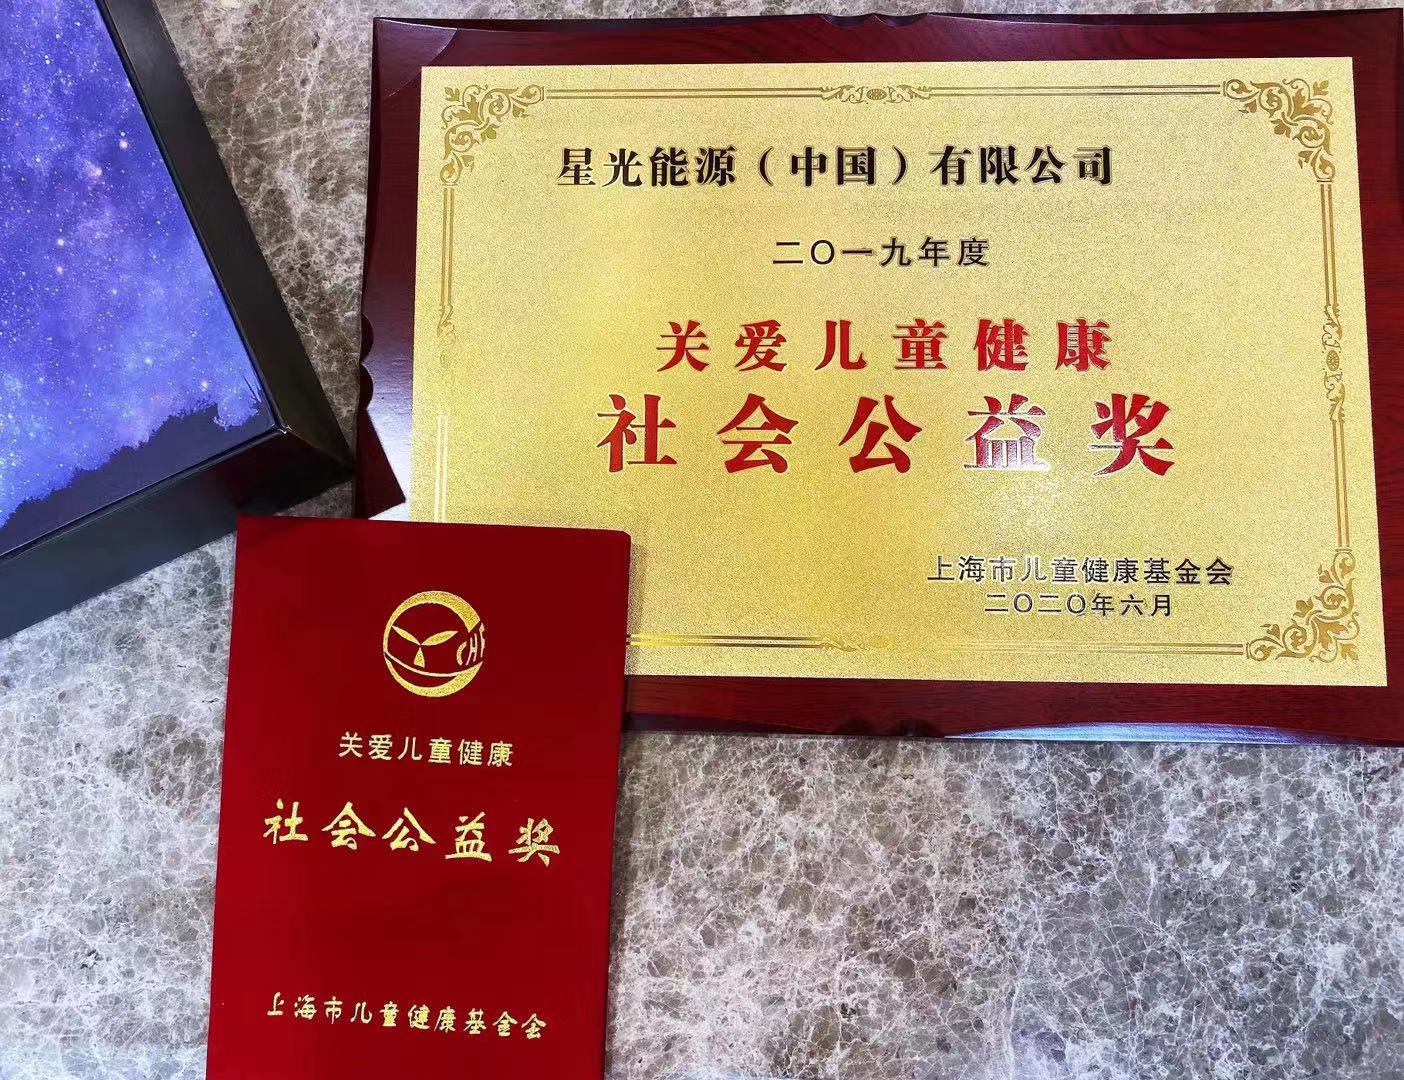 星光能源（中国）有限公司
二〇一九年度
关爱儿童健康
社会公益奖
上海市儿童健康基金会
二〇二〇年六月
关爱儿童健康
社会公益奖
上海市儿童健康基金会